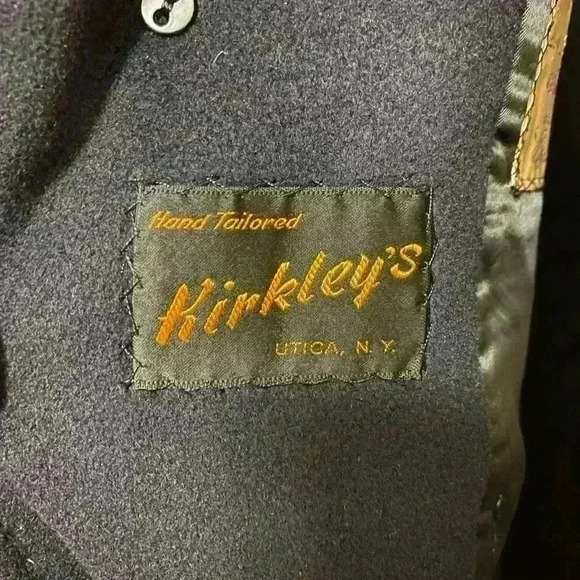 Hand Tailored
Kirkley's
UTICA, N.Y.